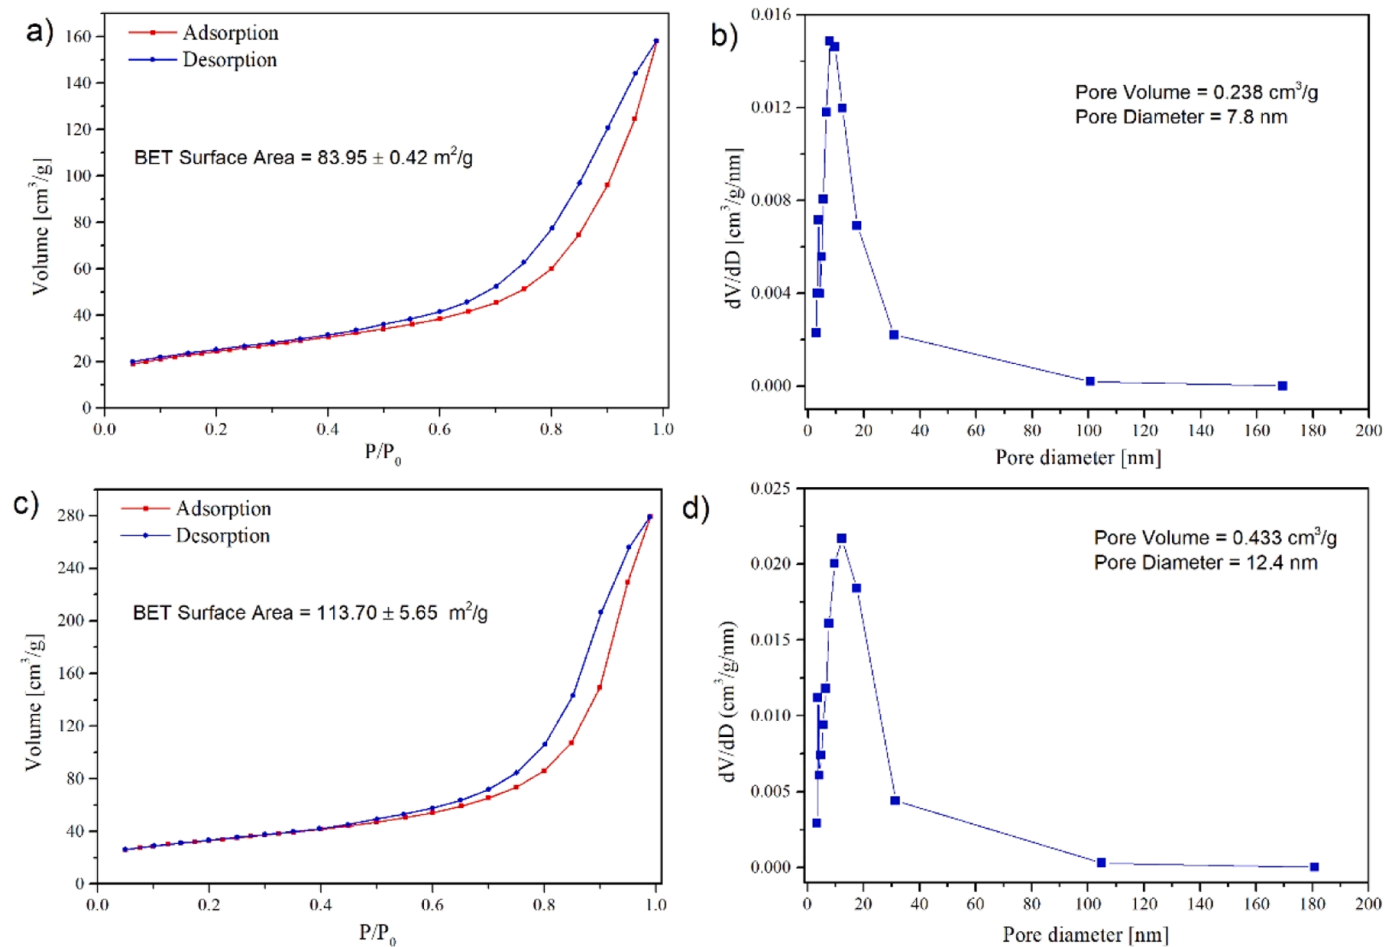 a)
Adsorption
Desorption
BET Surface Area = 83.95 ± 0.42 m²/g
Volume [cm³/g]
160
140
120
100
80
60
40
20
0
0.0 0.2 0.4 0.6 0.8 1.0
P/P₀
b)
Pore Volume = 0.238 cm³/g
Pore Diameter = 7.8 nm
dV/dD [cm³/g/nm]
0.016
0.012
0.008
0.004
0.000
0 20 40 60 80 100 120 140 160 180 200
Pore diameter [nm]
c)
Adsorption
Desorption
BET Surface Area = 113.70 ± 5.65 m²/g
Volume [cm³/g]
280
240
200
160
120
80
40
0
0.0 0.2 0.4 0.6 0.8 1.0
P/P₀
d)
Pore Volume = 0.433 cm³/g
Pore Diameter = 12.4 nm
dV/dD (cm³/g/nm)
0.025
0.020
0.015
0.010
0.005
0.000
0 20 40 60 80 100 120 140 160 180 200
Pore diameter [nm]